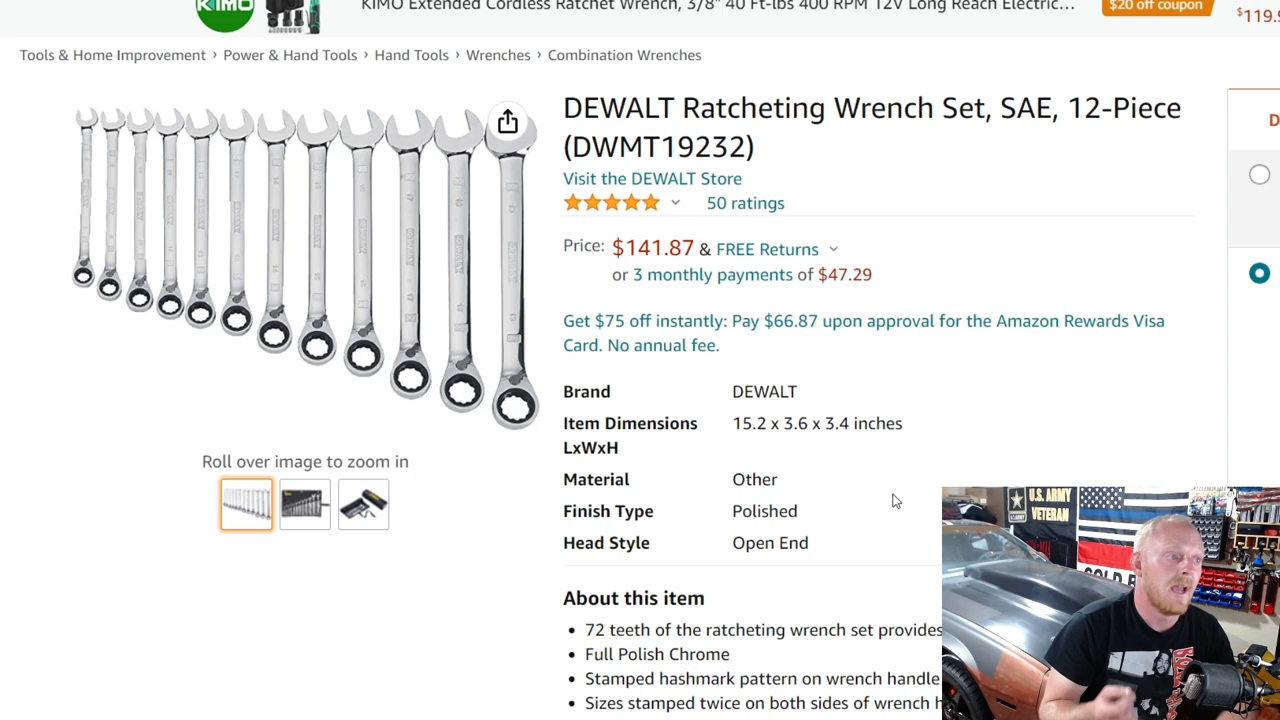 KIMO
KIMO Extended Cordless Ratchet Wrench, 3/8" 40 Ft-lbs 400 RPM 12V Long Reach Electric...
$20 off coupon
$119.9
Tools & Home Improvement › Power & Hand Tools › Hand Tools › Wrenches › Combination Wrenches
DEWALT Ratcheting Wrench Set, SAE, 12-Piece
(DWMT19232)
Visit the DEWALT Store
50 ratings
Price: $141.87 & FREE Returns
or 3 monthly payments of $47.29
Get $75 off instantly: Pay $66.87 upon approval for the Amazon Rewards Visa
Card. No annual fee.
Brand DEWALT
Item Dimensions 15.2 x 3.6 x 3.4 inches
LxWxH
Material Other
Finish Type Polished
Head Style Open End
About this item
• 72 teeth of the ratcheting wrench set provides
• Full Polish Chrome
• Stamped hashmark pattern on wrench handle
• Sizes stamped twice on both sides of wrench h
Roll over image to zoom in
D
U.S. ARMY
VETERAN